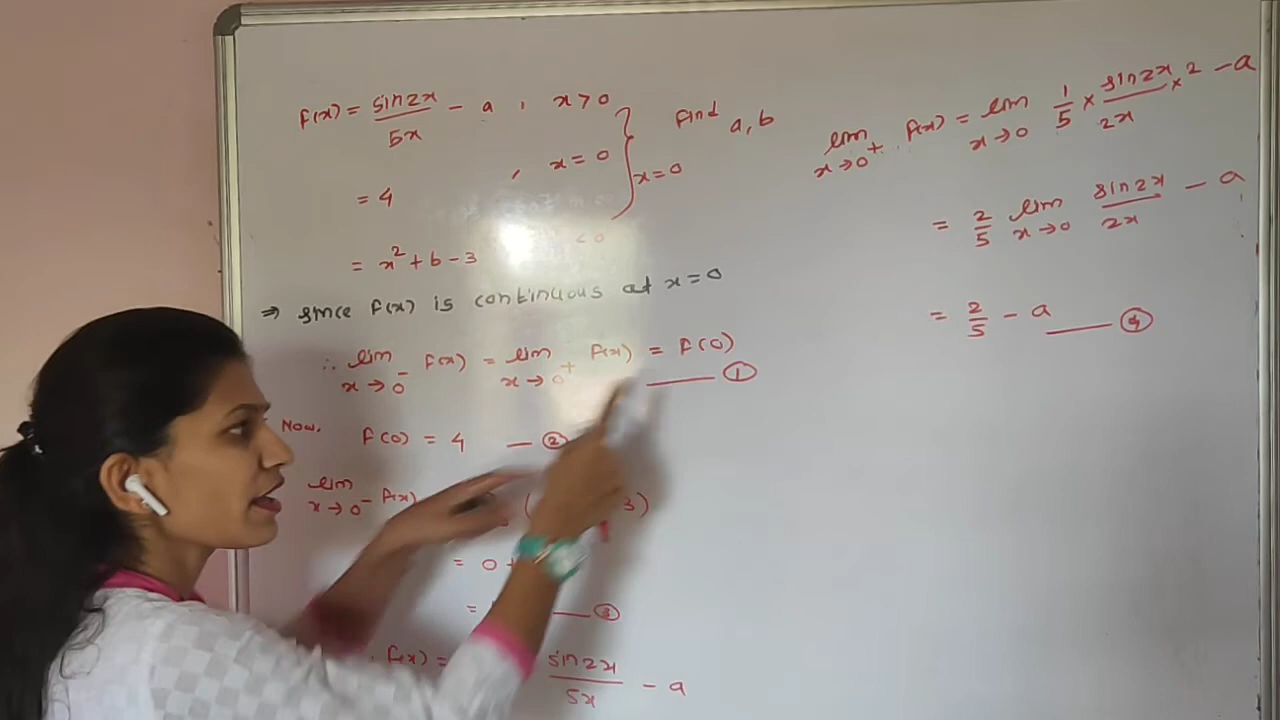 f(x) = sin2x / 5x - a , x > 0
= 4 , x = 0
= x² + b - 3 < 0
} x = 0
Find a, b
⇒ since f(x) is continuous at x = 0
∴ lim x→0⁻ f(x) = lim x→0⁺ f(x) = f(0) —— ①
Now, f(0) = 4 — ②
lim x→0⁻ f(x) ( 3)
= 0 +
= —— ③
f(x) = sin2x / 5x - a
lim x→0⁺ f(x) = lim x→0 1/5 × sin2x / 2x × 2 - a
= 2/5 lim x→0 sin2x / 2x - a
= 2/5 - a —— ④